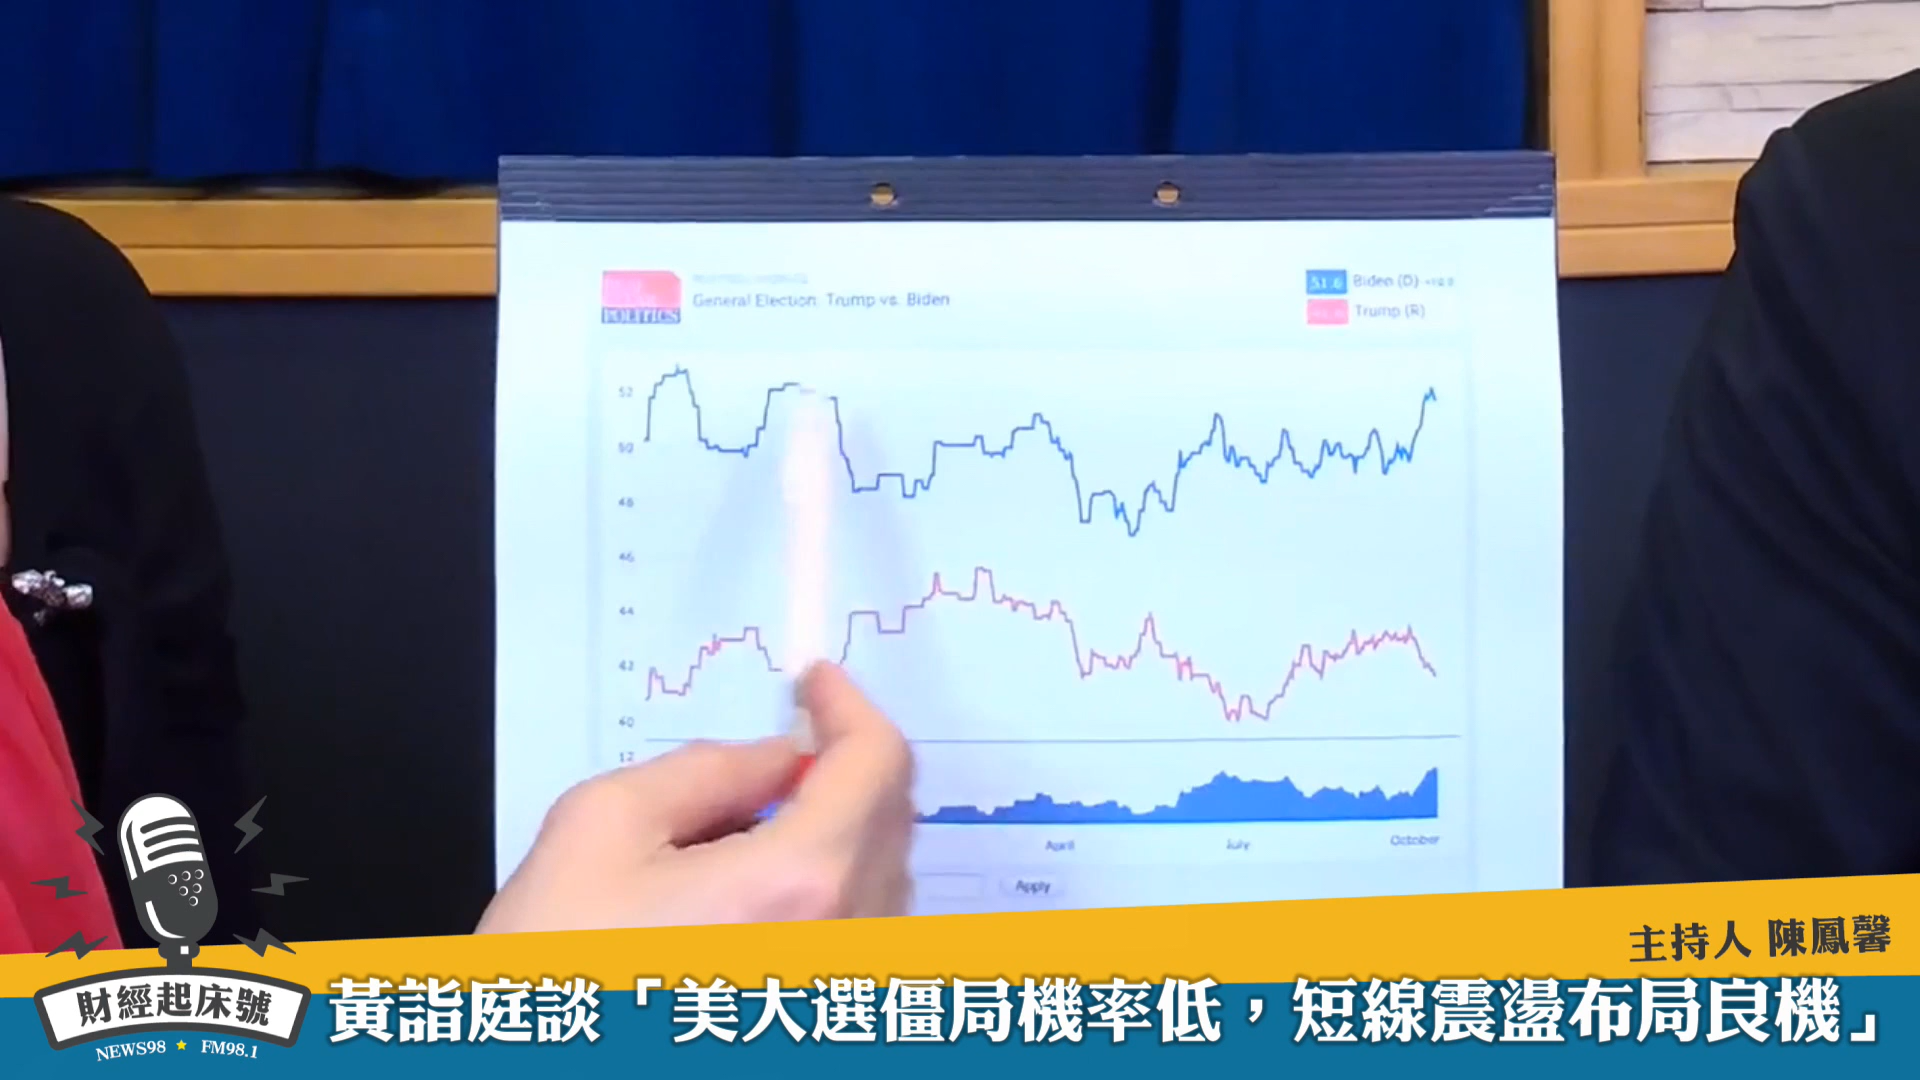 POLITICS
General Election: Trump vs. Biden
51.6 Biden (D)
Trump (R)
52
50
48
46
44
42
40
12
April July October
Apply
主持人 陳鳳馨
黃詣庭談「美大選僵局機率低，短線震盪布局良機」
財經起床號
NEWS98 ★ FM98.1